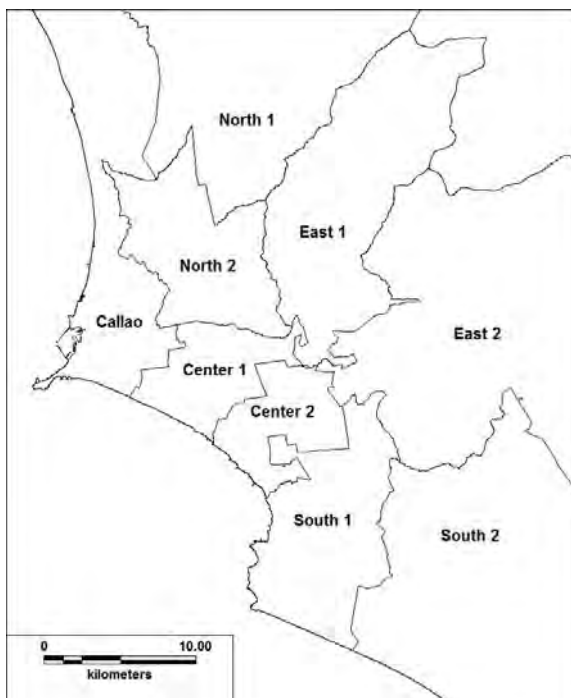 North 1
East 1
North 2
Callao
East 2
Center 1
Center 2
South 1
South 2
0 10.00
kilometers